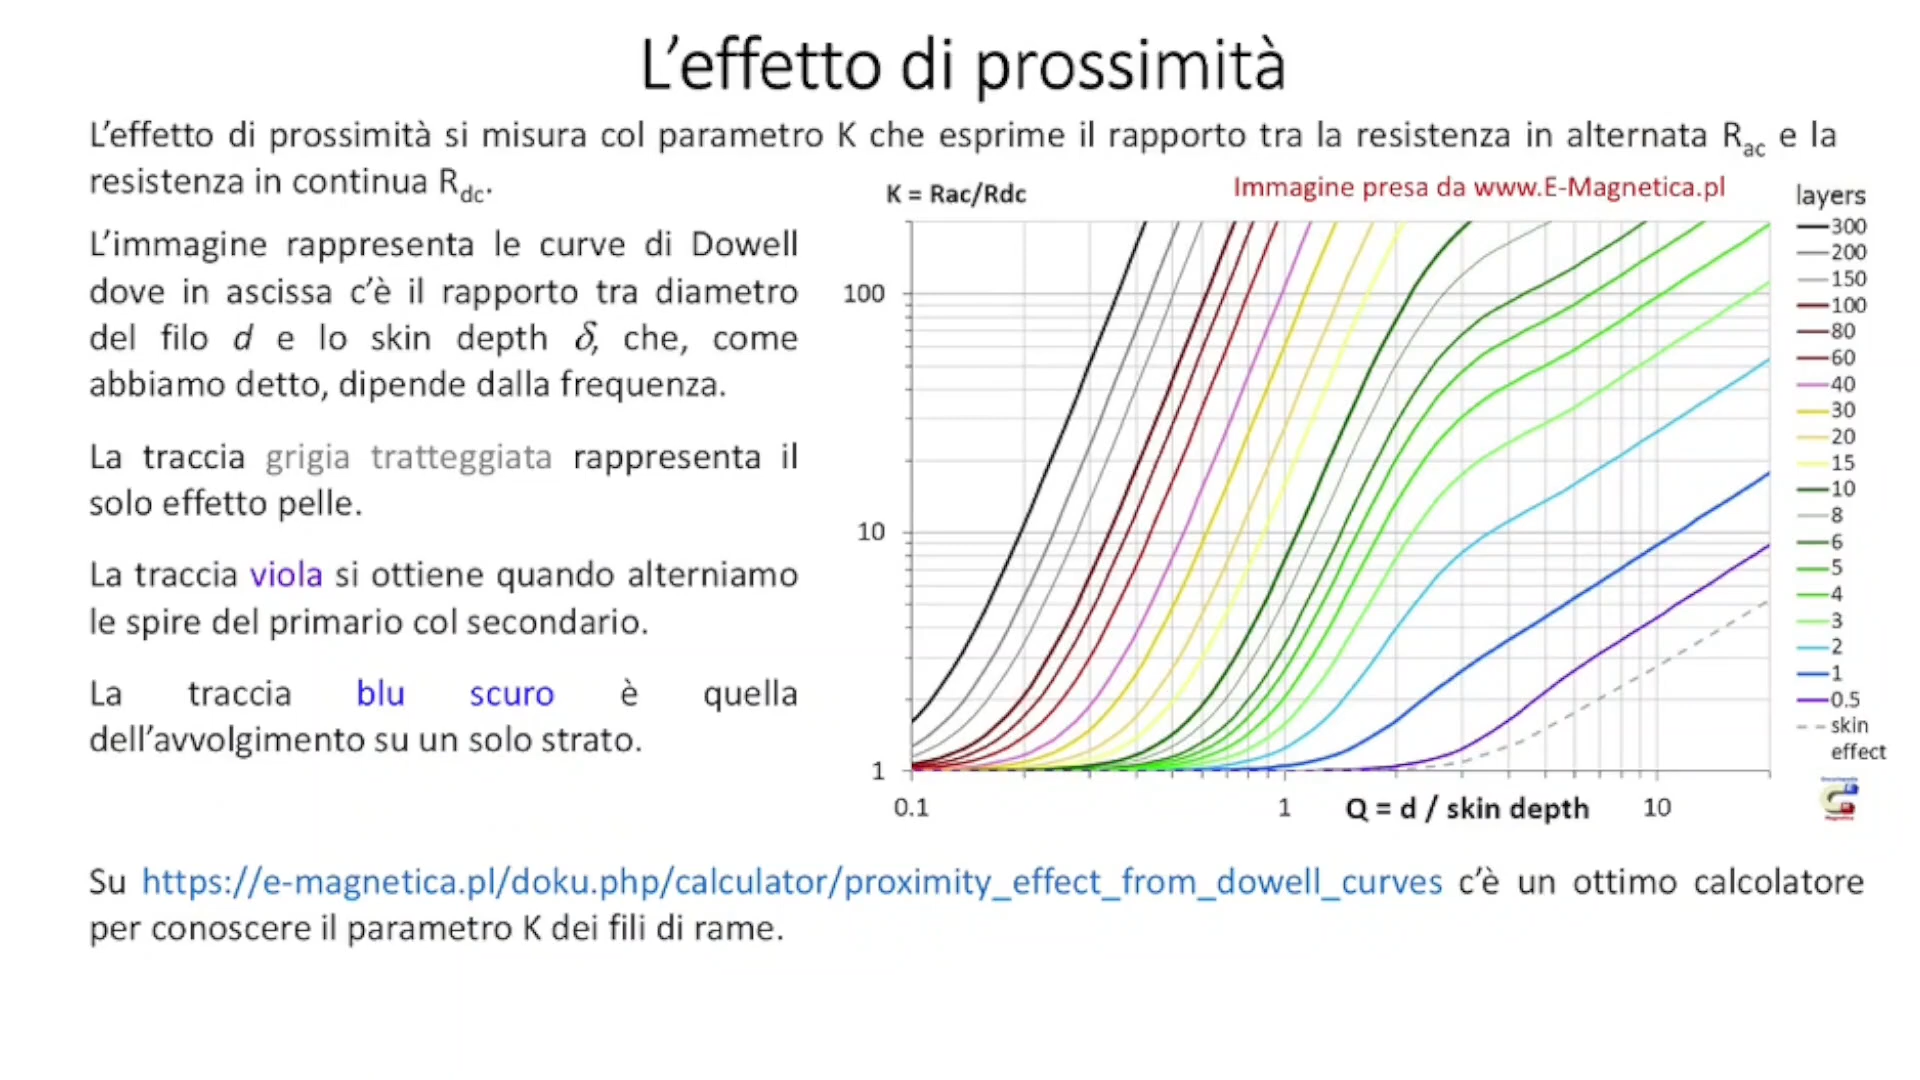 L'effetto di prossimità
L'effetto di prossimità si misura col parametro K che esprime il rapporto tra la resistenza in alternata Rac e la
resistenza in continua Rdc.
L'immagine rappresenta le curve di Dowell
dove in ascissa c'è il rapporto tra diametro
del filo d e lo skin depth δ, che, come
abbiamo detto, dipende dalla frequenza.
La traccia grigia tratteggiata rappresenta il
solo effetto pelle.
La traccia viola si ottiene quando alterniamo
le spire del primario col secondario.
La traccia blu scuro è quella
dell'avvolgimento su un solo strato.
K = Rac/Rdc
Immagine presa da www.E-Magnetica.pl
100
10
1
0.1
1
Q = d / skin depth
10
layers
300
200
150
100
80
60
40
30
20
15
10
8
6
5
4
3
2
1
0.5
skin
effect
Su https://e-magnetica.pl/doku.php/calculator/proximity_effect_from_dowell_curves c'è un ottimo calcolatore
per conoscere il parametro K dei fili di rame.